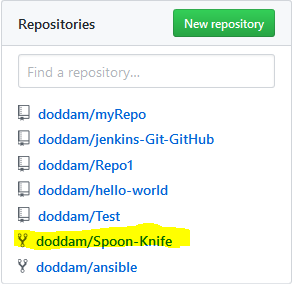 Repositories
New repository
Find a repository...
doddam/myRepo
doddam/jenkins-Git-GitHub
doddam/Repo1
doddam/hello-world
doddam/Test
doddam/Spoon-Knife
doddam/ansible